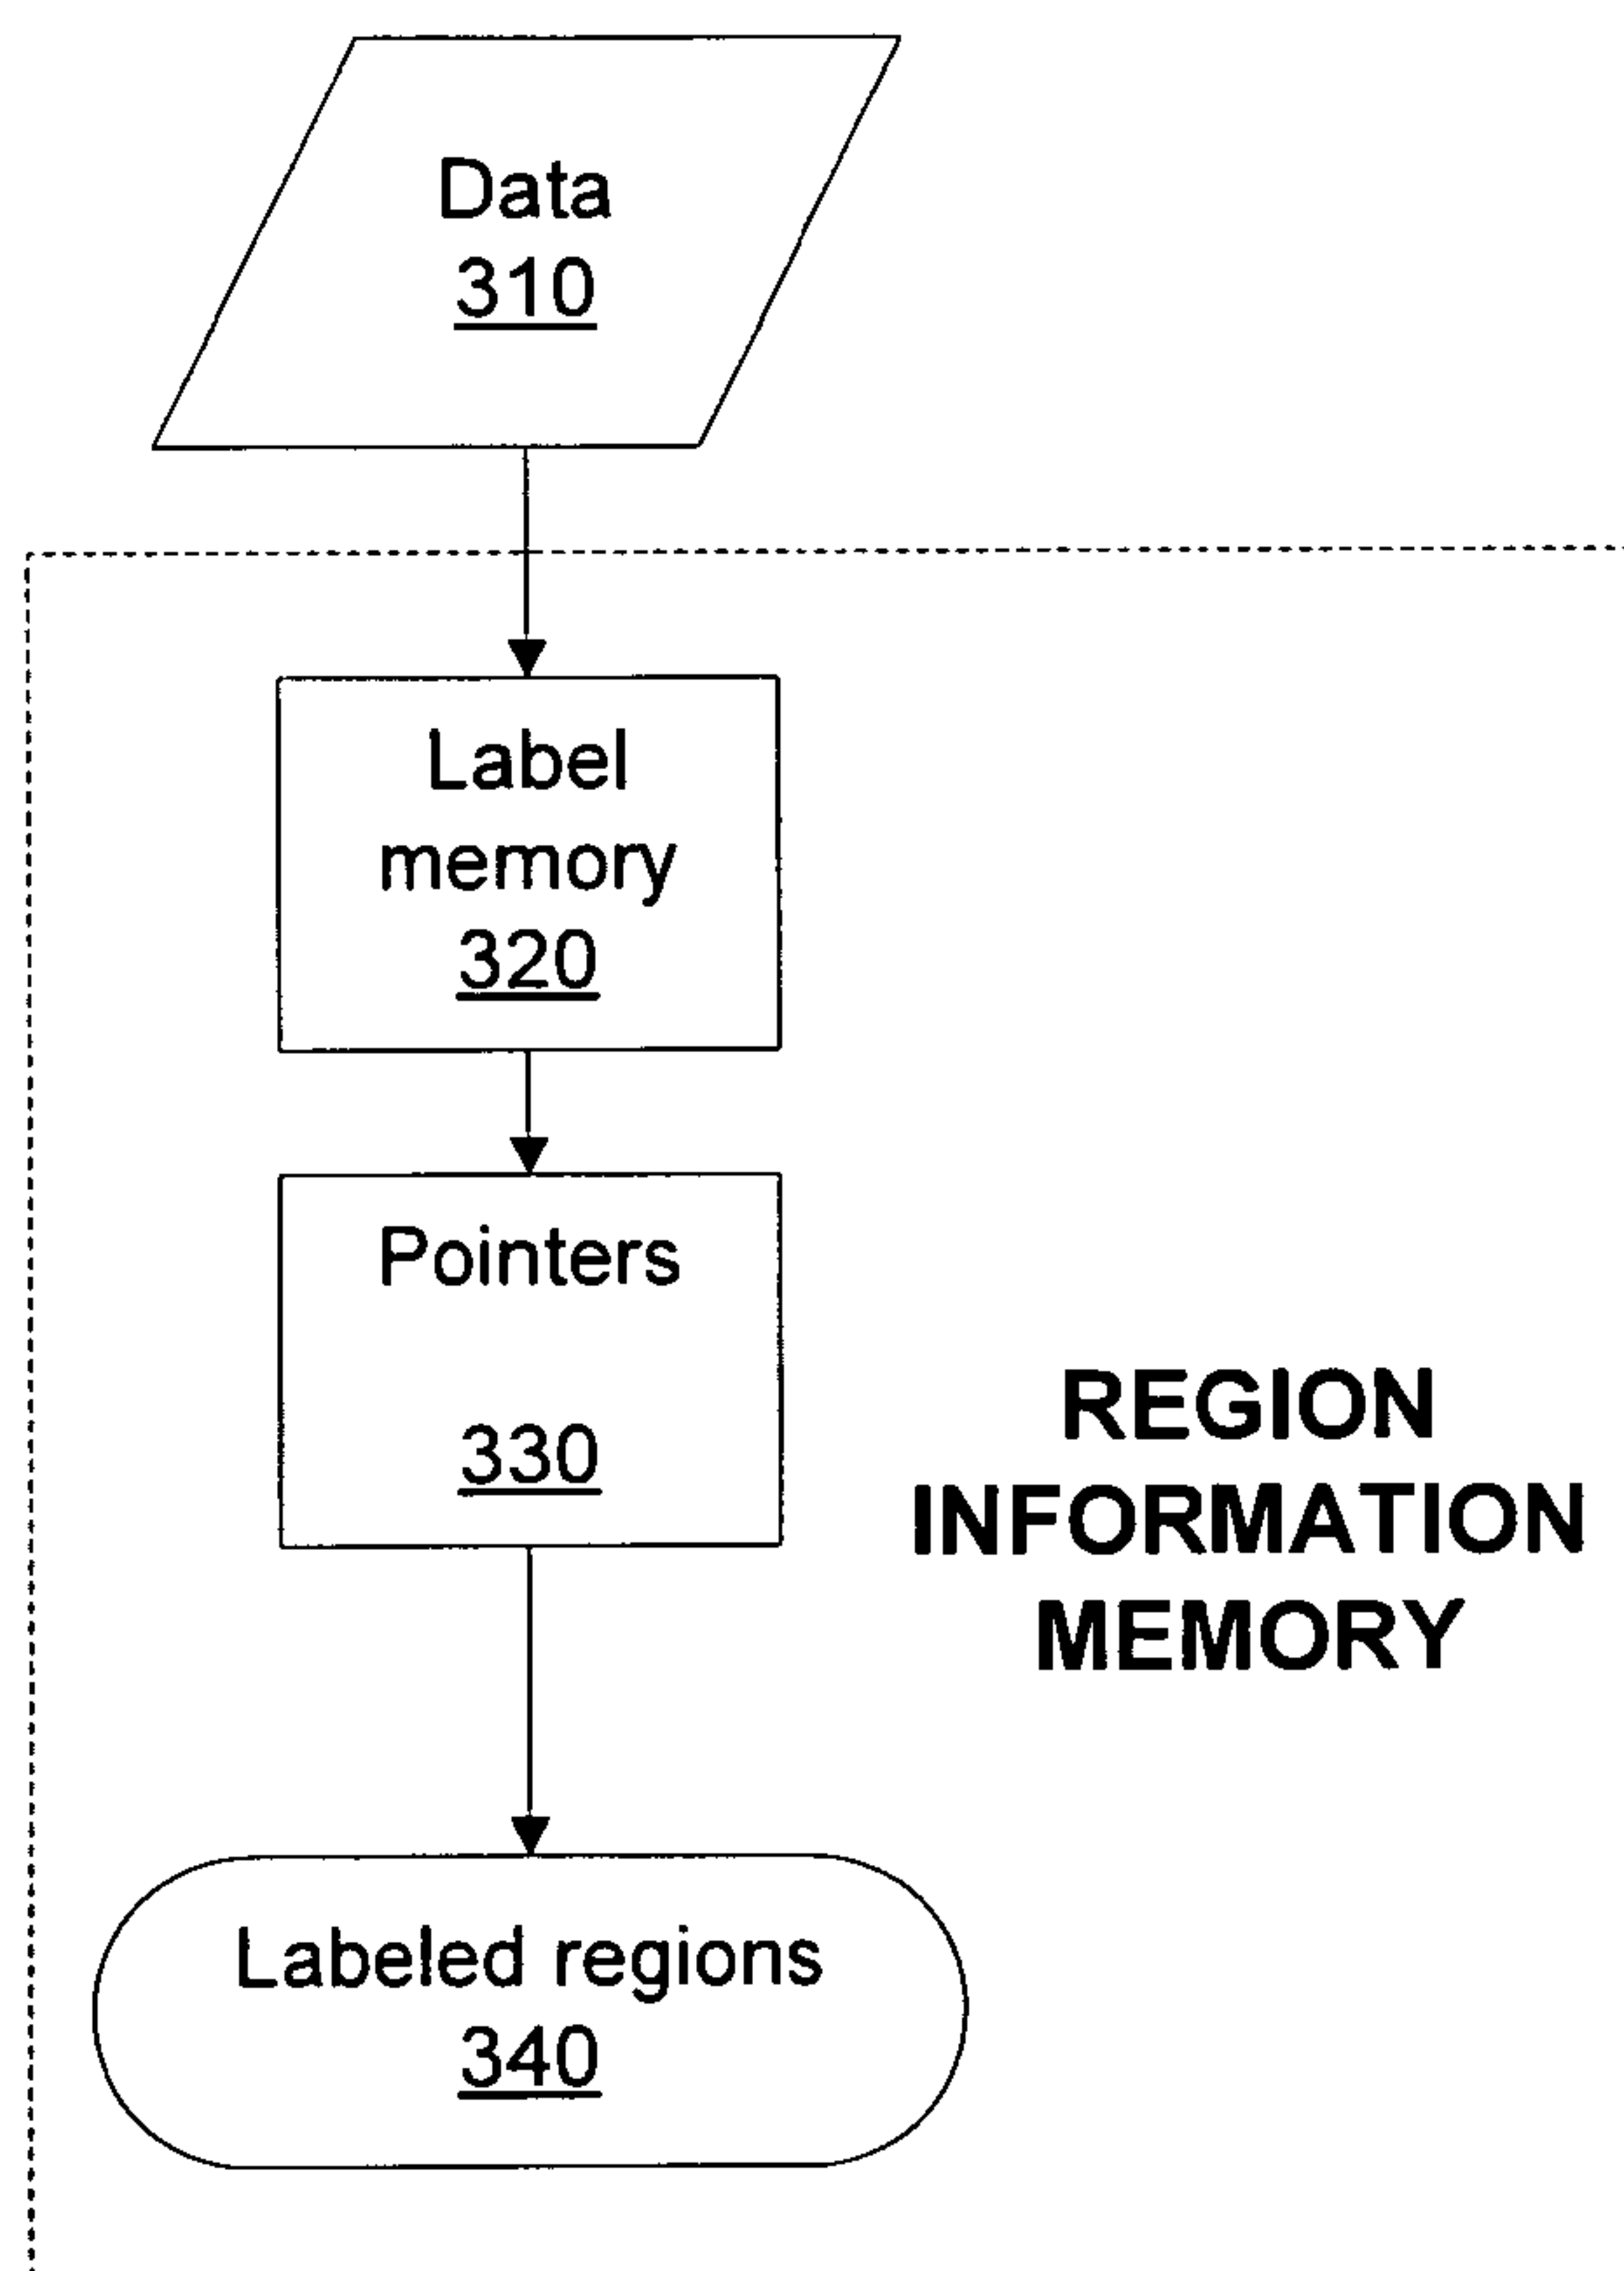 Data
310
Label
memory
320
Pointers
330
REGION
INFORMATION
MEMORY
Labeled regions
340